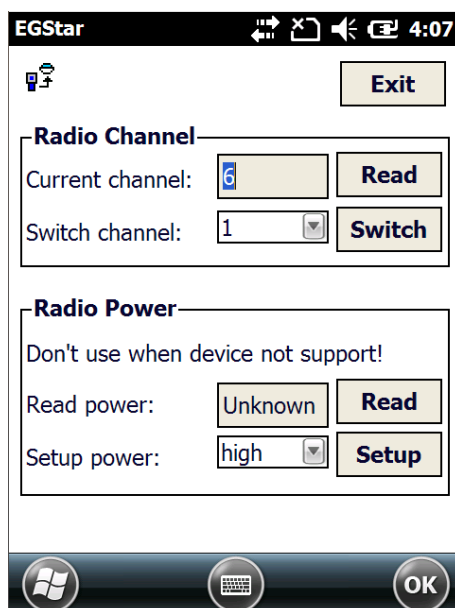 EGStar 4:07
Exit
Radio Channel
Current channel: 6 Read
Switch channel: 1 Switch
Radio Power
Don't use when device not support!
Read power: Unknown Read
Setup power: high Setup
OK